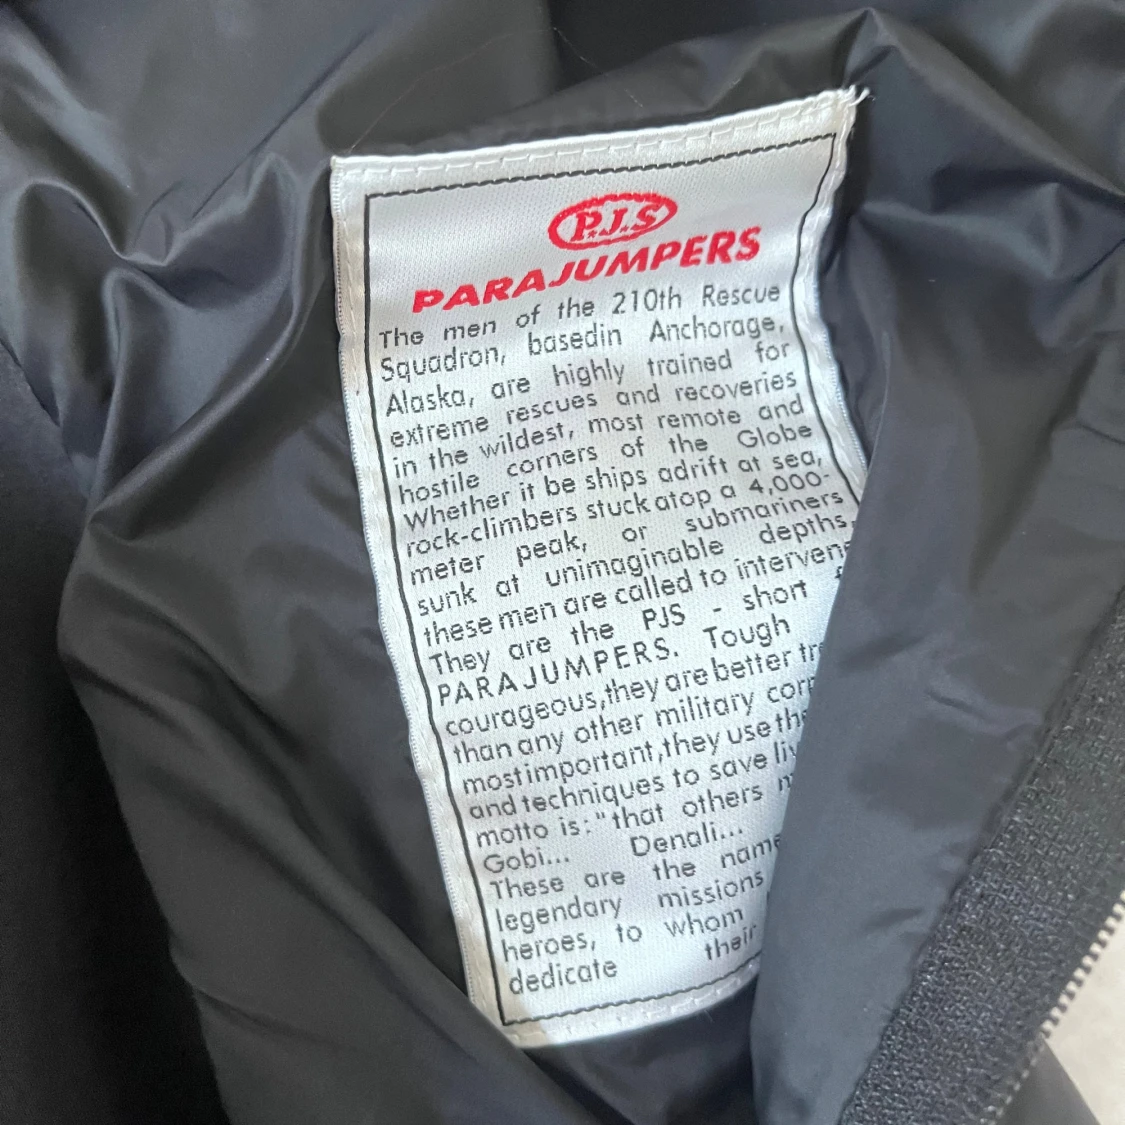 P.J.S
PARAJUMPERS
The men of the 210th Rescue
Squadron, basedin Anchorage,
Alaska, are highly trained for
extreme rescues and recoveries
in the wildest, most remote and
hostile corners of the Globe
Whether it be ships adrift at sea,
rock-climbers stuck atop a 4,000-
meter peak, or submariners
sunk at unimaginable depths,
these men are called to intervene
They are the PJS - short
PARAJUMPERS. Tough
courageous,they are better
than any other military
most important,they use
and techniques to save
motto is:"that others
Gobi... Denali...
These are the
legendary missions
heroes, to whom
dedicate their